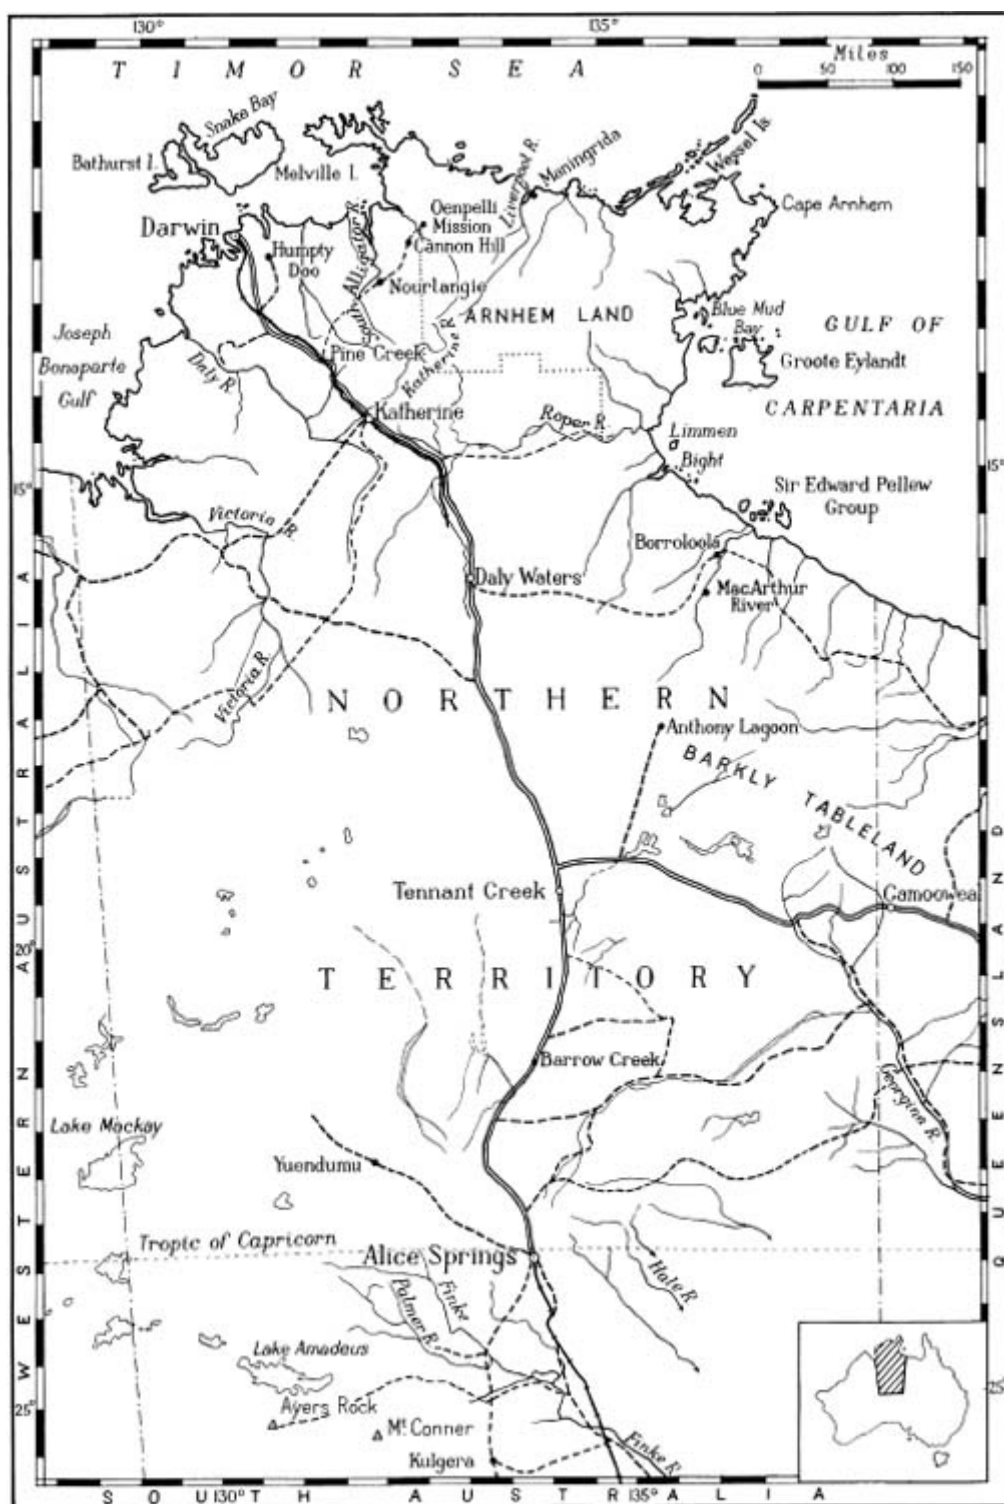 130°
135°
TIMOR SEA
Miles
0 50 100 150
Snake Bay
Bathurst I.
Melville I.
Liverpool R.
Maningrida
Wessel Is.
Cape Arnhem
Darwin
Oenpelli
Mission
Cannon Hill
Humpty
Doo
South Alligator R.
Nourlangie
ARNHEM LAND
Blue Mud
Bay
GULF OF
Groote Eylandt
CARPENTARIA
Joseph
Bonaparte
Gulf
Daly R.
Pine Creek
Katherine R.
Katherine
Roper R.
Limmen
Bight
15°
15°
Sir Edward Pellew
Group
Victoria R.
Borroloola
Daly Waters
MacArthur
River
Victoria R.
NORTHERN
Anthony Lagoon
BARKLY TABLELAND
Tennant Creek
Camooweal
20°
TERRITORY
Barrow Creek
Georgina R.
Lake Mackay
Yuendumu
Tropic of Capricorn
Alice Springs
Hale R.
Finke
Palmer R.
Lake Amadeus
Ayers Rock
Mt. Conner
25°
25°
Kulgera
Finke R.
WESTERN AUSTRALIA
QUEENSLAND
SOUTH AUSTRALIA
130°
135°